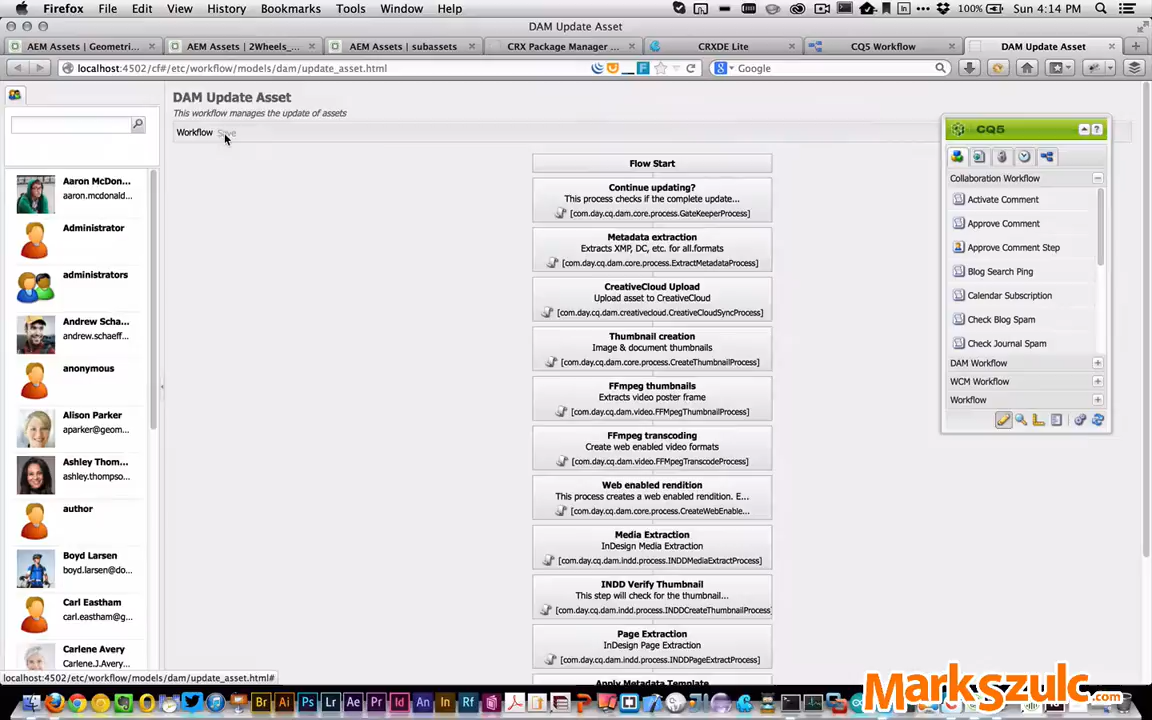 Firefox File Edit View History Bookmarks Tools Window Help
100% Sun 4:14 PM
DAM Update Asset
AEM Assets | Geometri...
AEM Assets | 2Wheels_...
AEM Assets | subassets
CRX Package Manager ...
CRXDE Lite
CQ5 Workflow
DAM Update Asset
localhost:4502/cf#/etc/workflow/models/dam/update_asset.html
Google
DAM Update Asset
This workflow manages the update of assets
Workflow Save
Aaron McDon...
aaron.mcdonald...
Administrator
administrators
Andrew Scha...
andrew.schaeff...
anonymous
Alison Parker
aparker@geom...
Ashley Thom...
ashley.thompso...
author
Boyd Larsen
boyd.larsen@do...
Carl Eastham
carl.eastham@g...
Carlene Avery
Carlene.J.Avery...
Flow Start
Continue updating?
This process checks if the complete update...
[com.day.cq.dam.core.process.GateKeeperProcess]
Metadata extraction
Extracts XMP, DC, etc. for all.formats
[com.day.cq.dam.core.process.ExtractMetadataProcess]
CreativeCloud Upload
Upload asset to CreativeCloud
[com.day.cq.dam.creativecloud.CreativeCloudSyncProcess]
Thumbnail creation
Image & document thumbnails
[com.day.cq.dam.core.process.CreateThumbnailProcess]
FFmpeg thumbnails
Extracts video poster frame
[com.day.cq.dam.video.FFMpegThumbnailProcess]
FFmpeg transcoding
Create web enabled video formats
[com.day.cq.dam.video.FFMpegTranscodeProcess]
Web enabled rendition
This process creates a web enabled rendition. E...
[com.day.cq.dam.core.process.CreateWebEnable...
Media Extraction
InDesign Media Extraction
[com.day.cq.dam.indd.process.INDDMediaExtractProcess]
INDD Verify Thumbnail
This step will check for the thumbnail...
[com.day.cq.dam.indd.process.INDDCreateThumbnailProcess]
Page Extraction
InDesign Page Extraction
[com.day.cq.dam.indd.process.INDDPageExtractProcess]
Apply Metadata Template
CQ5
Collaboration Workflow
Activate Comment
Approve Comment
Approve Comment Step
Blog Search Ping
Calendar Subscription
Check Blog Spam
Check Journal Spam
DAM Workflow
WCM Workflow
Workflow
localhost:4502/etc/workflow/models/dam/update_asset.html#
Br Ai Ps Lr Ae Pr Id An In Rf
MarkSzulc.com